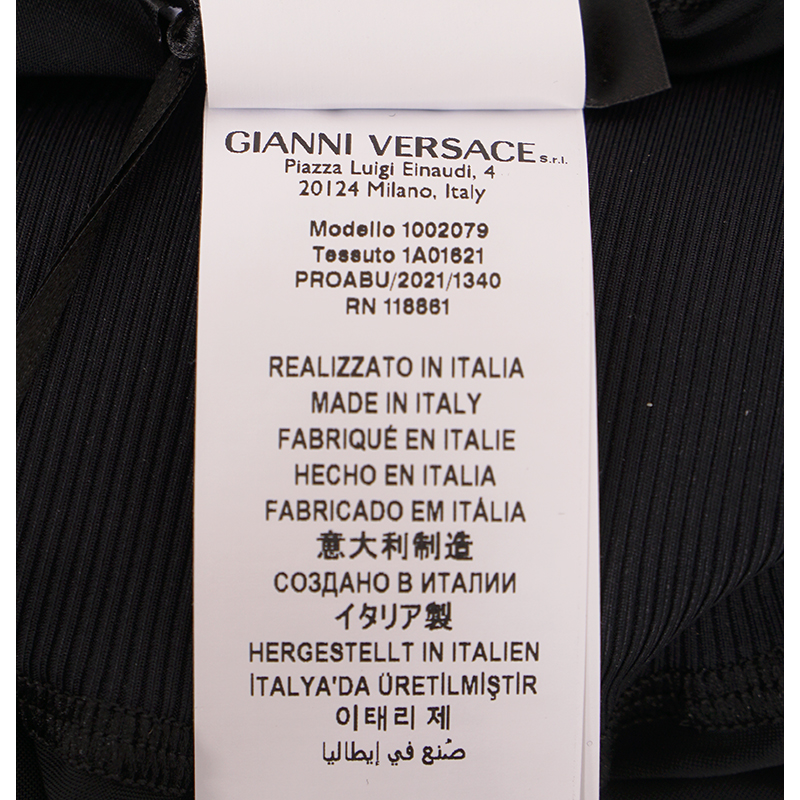 GIANNI VERSACE s.r.l.
Piazza Luigi Einaudi, 4
20124 Milano, Italy
Modello 1002079
Tessuto 1A01621
PROABU/2021/1340
RN 118861
REALIZZATO IN ITALIA
MADE IN ITALY
FABRIQUÉ EN ITALIE
HECHO EN ITALIA
FABRICADO EM ITÁLIA
意大利制造
СОЗДАНО В ИТАЛИИ
イタリア製
HERGESTELLT IN ITALIEN
İTALYA'DA ÜRETİLMİŞTİR
이태리 제
صُنع في إيطاليا